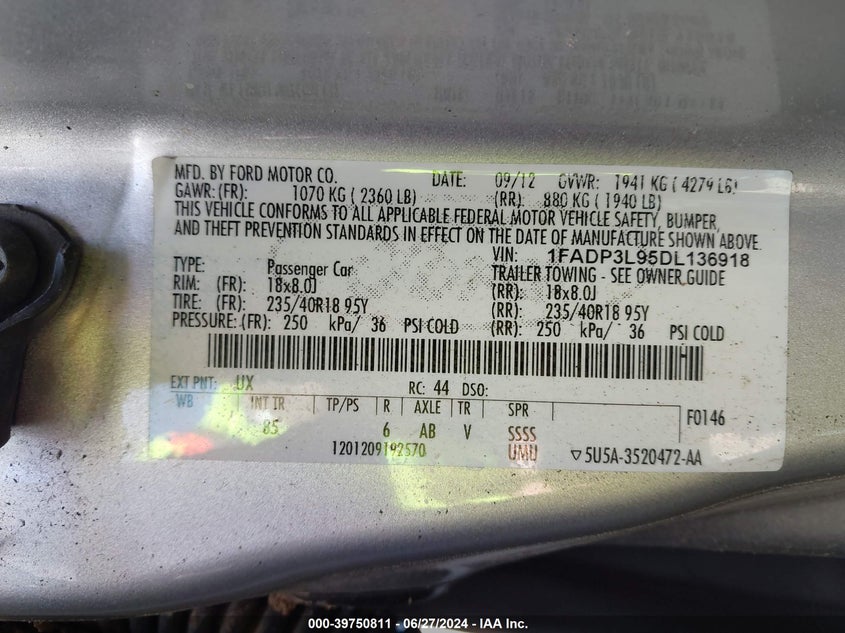 MFD. BY FORD MOTOR CO. DATE: 09/12 GVWR: 1941 KG ( 4279 LB)
GAWR: (FR): 1070 KG ( 2360 LB) (RR): 880 KG ( 1940 LB)
THIS VEHICLE CONFORMS TO ALL APPLICABLE FEDERAL MOTOR VEHICLE SAFETY, BUMPER,
AND THEFT PREVENTION STANDARDS IN EFFECT ON THE DATE OF MANUFACTURE SHOWN ABOVE.
VIN: 1FADP3L95DL136918
TYPE: Passenger Car TRAILER TOWING - SEE OWNER GUIDE
RIM: (FR) 18x8.0J (RR): 18x8.0J
TIRE: (FR): 235/40R18 95Y (RR): 235/40R18 95Y
PRESSURE: (FR): 250 kPa/ 36 PSI COLD (RR): 250 kPa/ 36 PSI COLD
H
EXT PNT: UX RC: 44 DSO:
WB INT TR TP/PS R AXLE TR SPR F0146
85 6 AB V SSSS
1201209192570 UMU ▽5U5A-3520472-AA
000-39750811 - 06/27/2024 - IAA Inc.